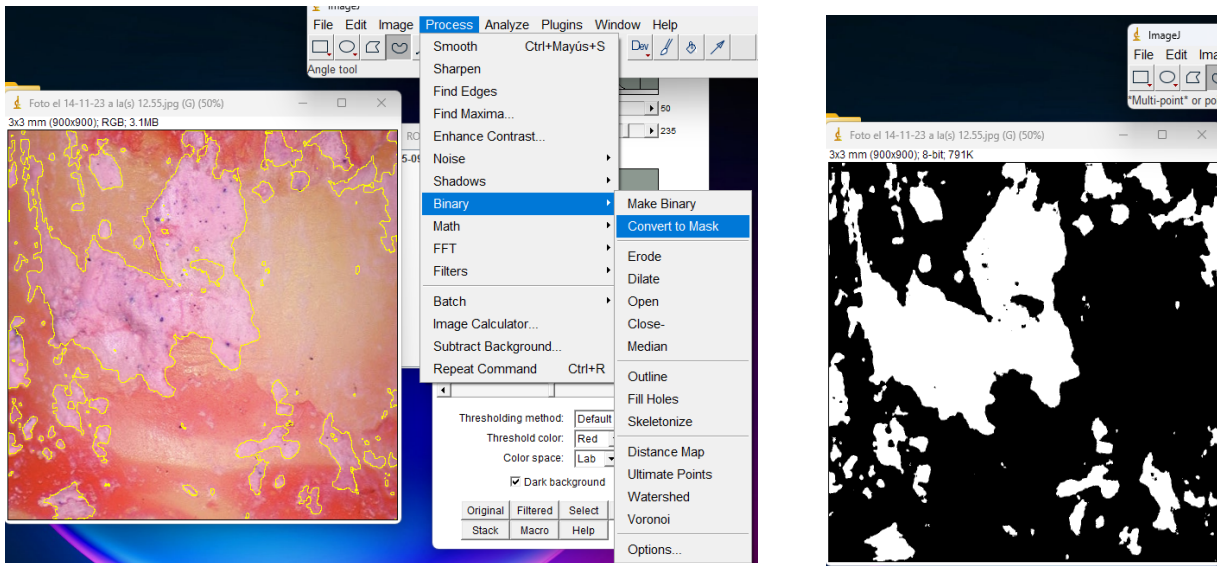 ImageJ
File Edit Image Process Analyze Plugins Window Help
Dev
Angle tool
Smooth Ctrl+Mayús+S
Sharpen
Find Edges
Find Maxima...
Enhance Contrast...
Noise
Shadows
Binary
Math
FFT
Filters
Batch
Image Calculator...
Subtract Background...
Repeat Command Ctrl+R
Make Binary
Convert to Mask
Erode
Dilate
Open
Close-
Median
Outline
Fill Holes
Skeletonize
Distance Map
Ultimate Points
Watershed
Voronoi
Options...
Foto el 14-11-23 a la(s) 12.55.jpg (G) (50%)
3x3 mm (900x900); RGB; 3.1MB
RO
5-09
50
235
Thresholding method: Default
Threshold color: Red
Color space: Lab
Dark background
Original Filtered Select
Stack Macro Help
ImageJ
File Edit Ima
*Multi-point* or po
Foto el 14-11-23 a la(s) 12.55.jpg (G) (50%)
3x3 mm (900x900); 8-bit; 791K